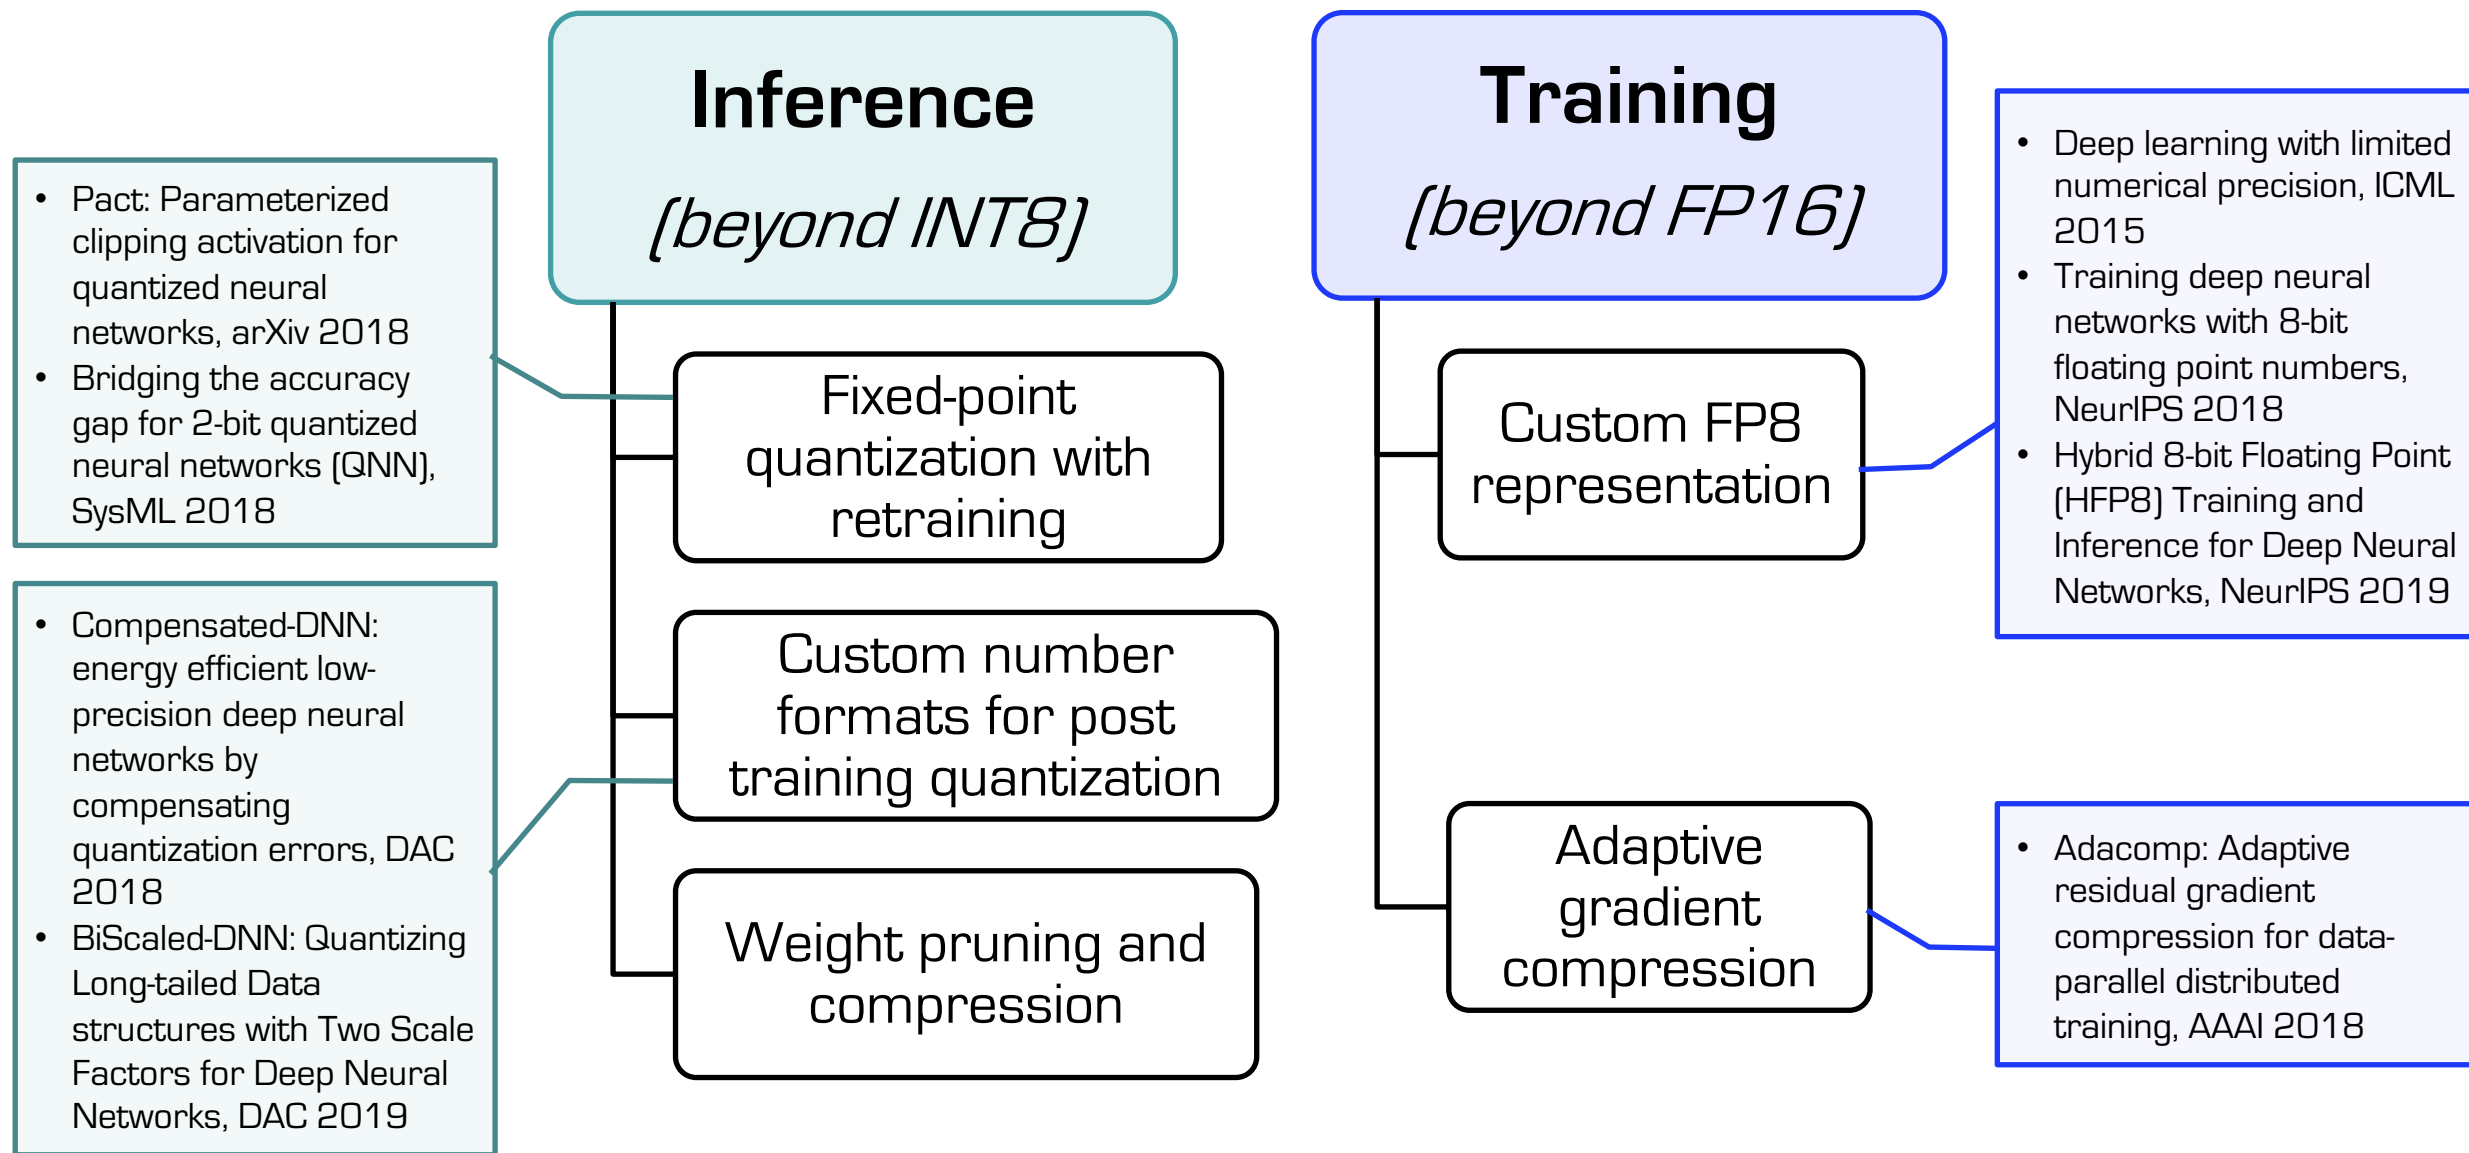 Inference
(beyond INT8)
• Pact: Parameterized
clipping activation for
quantized neural
networks, arXiv 2018
• Bridging the accuracy
gap for 2-bit quantized
neural networks (QNN),
SysML 2018
• Compensated-DNN:
energy efficient low-
precision deep neural
networks by
compensating
quantization errors, DAC
2018
• BiScaled-DNN: Quantizing
Long-tailed Data
structures with Two Scale
Factors for Deep Neural
Networks, DAC 2019
Fixed-point
quantization with
retraining
Custom number
formats for post
training quantization
Weight pruning and
compression
Training
(beyond FP16)
Custom FP8
representation
Adaptive
gradient
compression
• Deep learning with limited
numerical precision, ICML
2015
• Training deep neural
networks with 8-bit
floating point numbers,
NeurIPS 2018
• Hybrid 8-bit Floating Point
(HFP8) Training and
Inference for Deep Neural
Networks, NeurIPS 2019
• Adacomp: Adaptive
residual gradient
compression for data-
parallel distributed
training, AAAI 2018